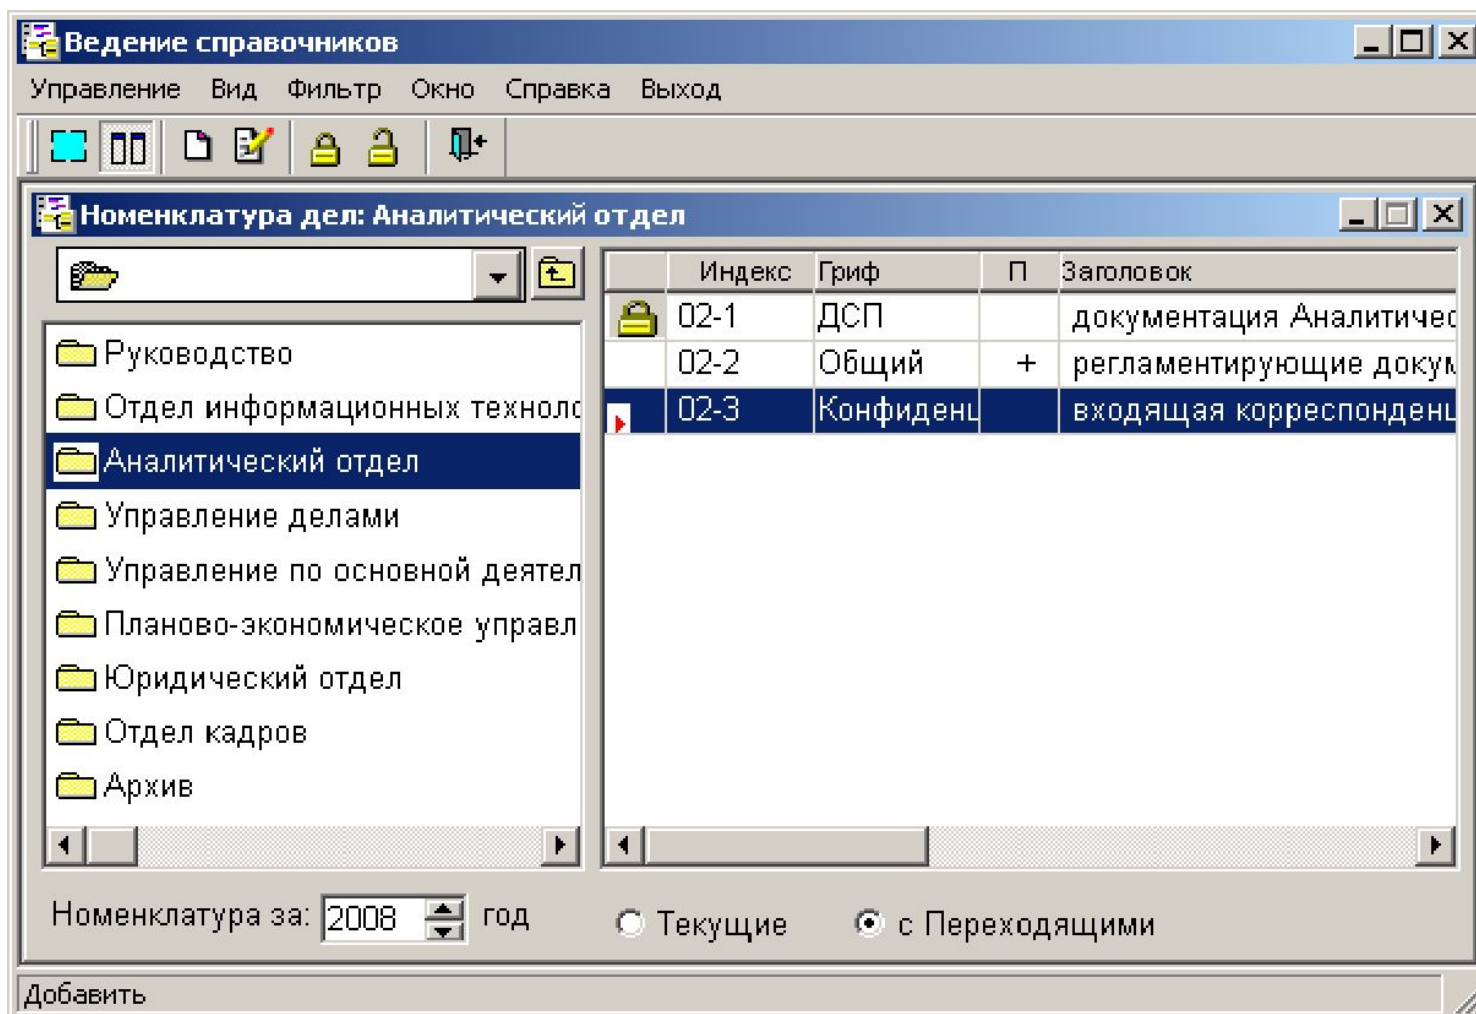 Ведение справочников
Управление Вид Фильтр Окно Справка Выход
Номенклатура дел: Аналитический отдел
Руководство
Отдел информационных техноло
Аналитический отдел
Управление делами
Управление по основной деятел
Планово-экономическое управл
Юридический отдел
Отдел кадров
Архив
Индекс Гриф П Заголовок
02-1 ДСП документация Аналитичес
02-2 Общий + регламентирующие докум
02-3 Конфиденц входящая корреспонденц
Номенклатура за: 2008 год
Текущие с Переходящими
Добавить